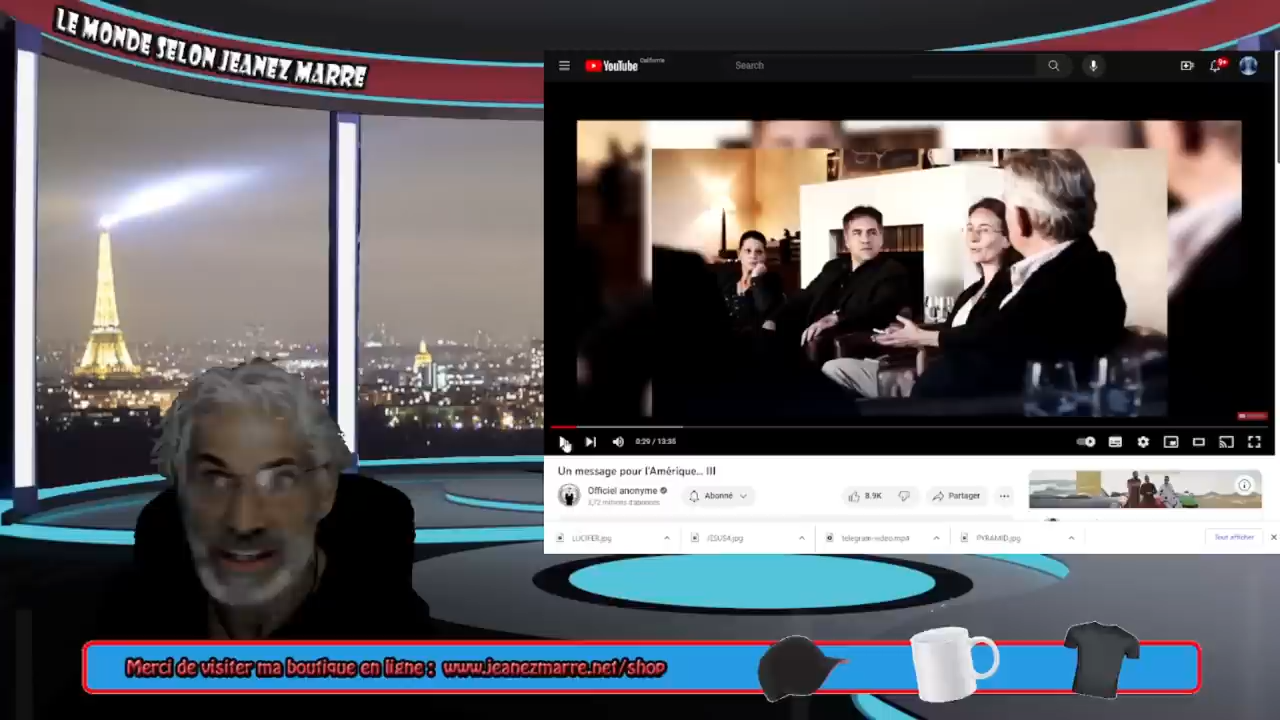 LE MONDE SELON JEANEZ MARRE
YouTube
Search
9+
0:29 / 13:35
Un message pour l'Amérique... III
Officiel anonyme
Abonné
8.9K
Partager
LUCIFER.jpg
telegram-video.mp4
PYRAMID.jpg
Tout afficher
Merci de visiter ma boutique en ligne : www.jeanezmarre.net/shop